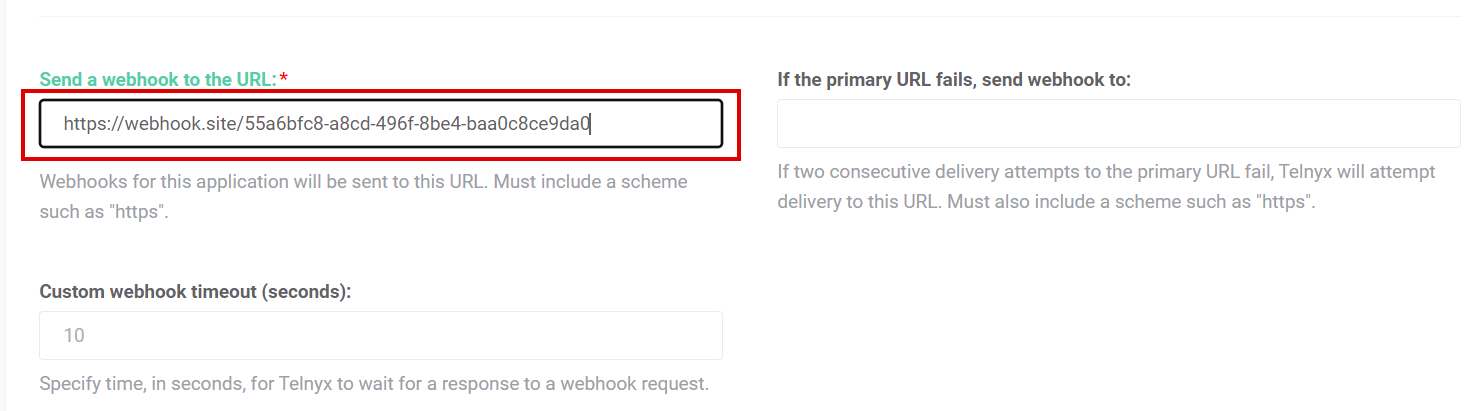 Send a webhook to the URL:*
https://webhook.site/55a6bfc8-a8cd-496f-8be4-baa0c8ce9da0
Webhooks for this application will be sent to this URL. Must include a scheme
such as "https".
If the primary URL fails, send webhook to:
If two consecutive delivery attempts to the primary URL fail, Telnyx will attempt
delivery to this URL. Must also include a scheme such as "https".
Custom webhook timeout (seconds):
10
Specify time, in seconds, for Telnyx to wait for a response to a webhook request.